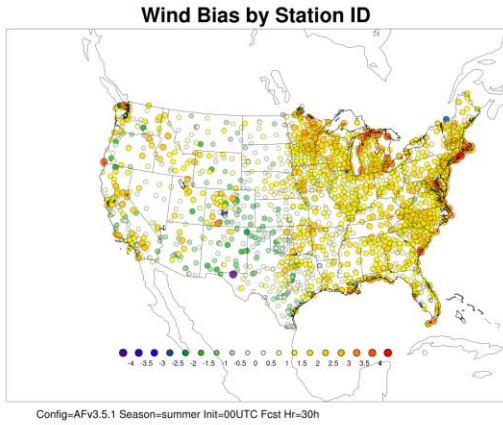 Wind Bias by Station ID
-4 -3.5 -3 -2.5 -2 -1.5 -1 -0.5 0 0.5 1 1.5 2 2.5 3 3.5 4
Config=AFv3.5.1 Season=summer Init=00UTC Fcst Hr=30h